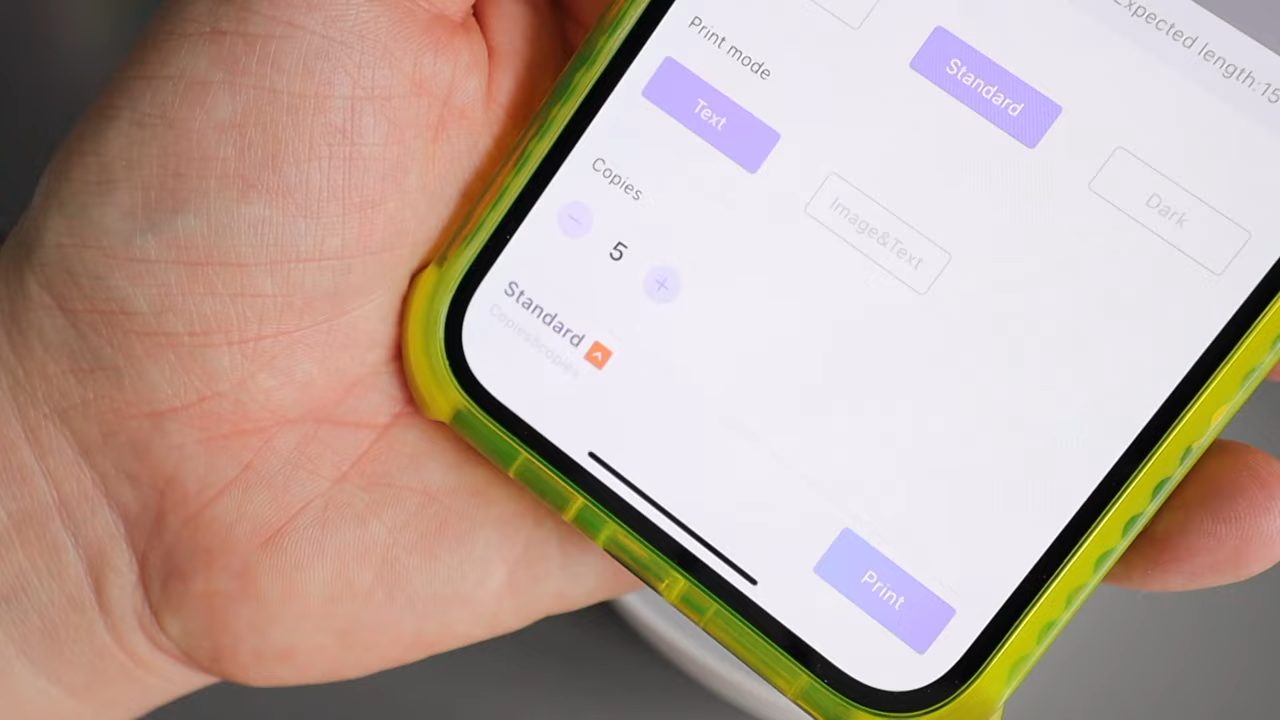 Expected length:15
Standard
Dark
Print mode
Text
Image&Text
Copies
5
Standard
Print